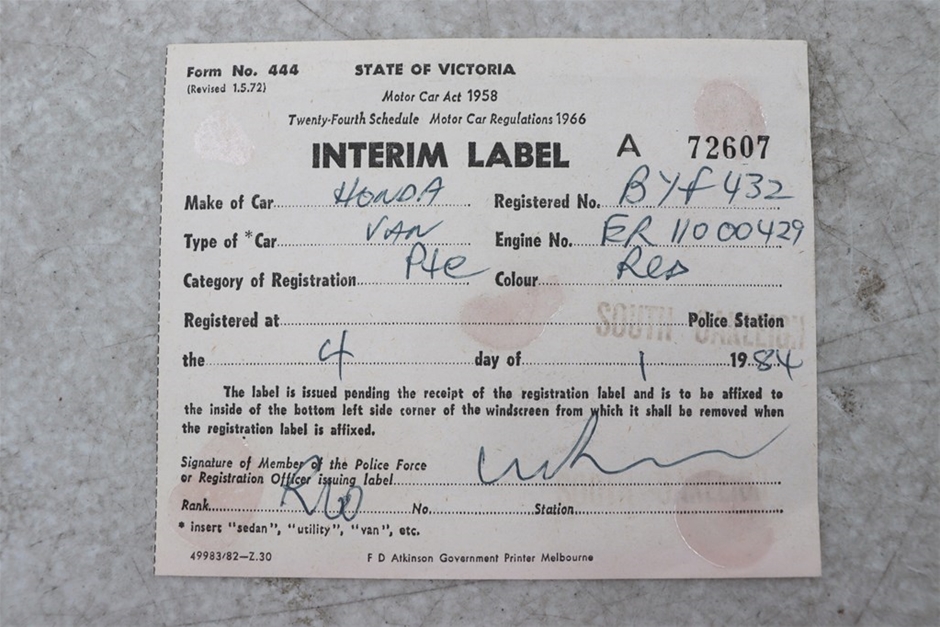 Form No. 444 STATE OF VICTORIA
(Revised 1.5.72) Motor Car Act 1958
Twenty-Fourth Schedule Motor Car Regulations 1966
INTERIM LABEL A 72607
Make of Car HONDA Registered No. BYF432
Type of *Car VAN Engine No. ER 11000429
Category of Registration Pte Colour Red
Registered at SOUTH OAKLEIGH Police Station
the 4 day of 1 1984
The label is issued pending the receipt of the registration label and is to be affixed to
the inside of the bottom left side corner of the windscreen from which it shall be removed when
the registration label is affixed.
Signature of Member of the Police Force
or Registration Officer issuing label
SOUTH OAKLEIGH
Rank No. Station
* insert "sedan", "utility", "van", etc.
49983/82—Z.30 F D Atkinson Government Printer Melbourne